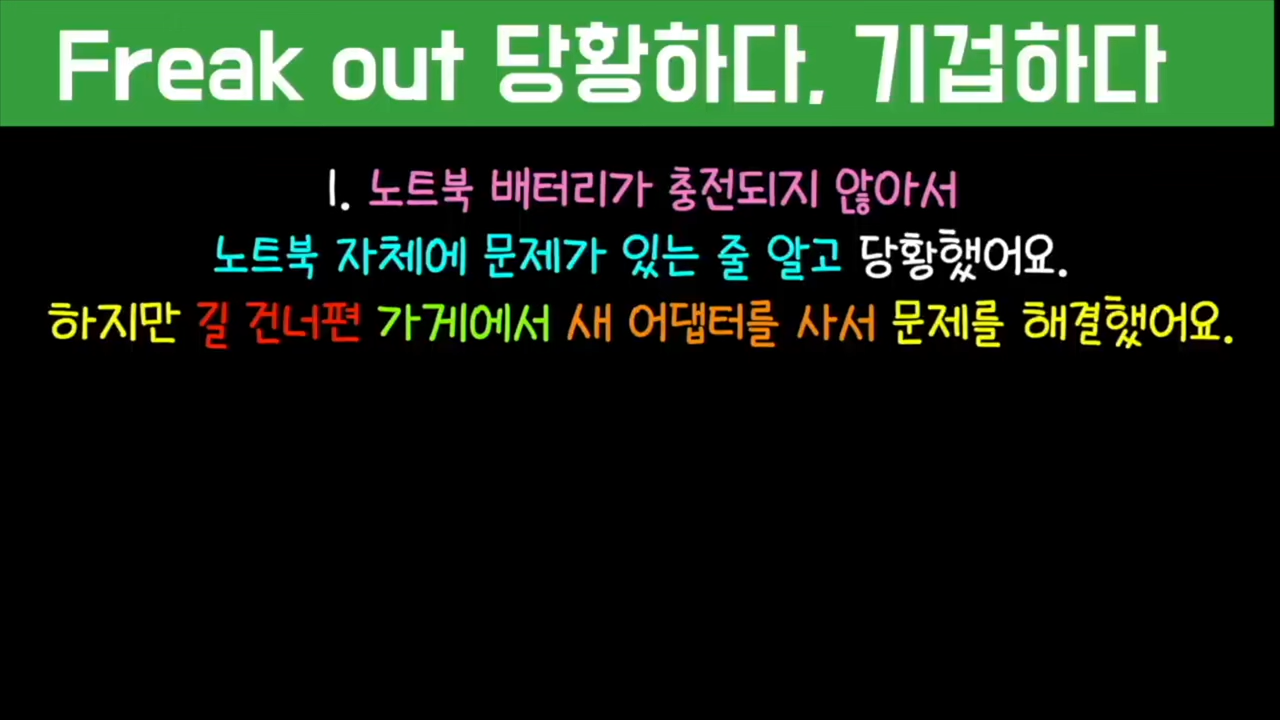 Freak out 당황하다, 기겁하다
1. 노트북 배터리가 충전되지 않아서
노트북 자체에 문제가 있는 줄 알고 당황했어요.
하지만 길 건너편 가게에서 새 어댑터를 사서 문제를 해결했어요.